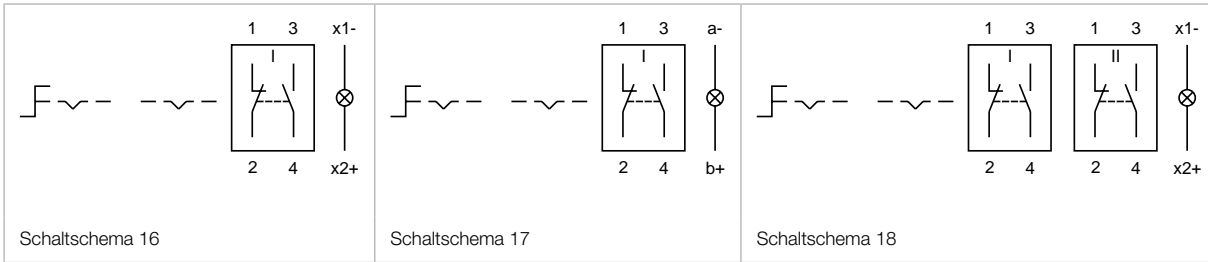 1 3 x1-
I
2 4 x2+
Schaltschema 16
1 3 a-
I
2 4 b+
Schaltschema 17
1 3 1 3 x1-
I II
2 4 2 4 x2+
Schaltschema 18